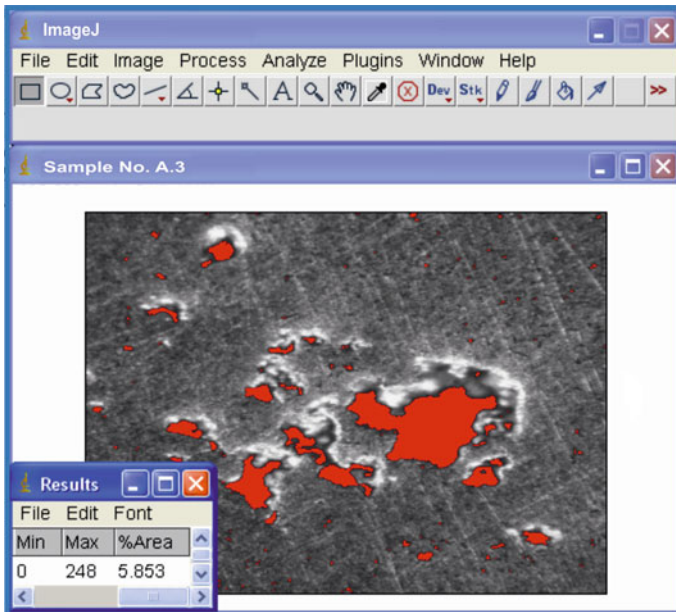 ImageJ
File Edit Image Process Analyze Plugins Window Help
A Dev Stk >>
Sample No. A.3
Results
File Edit Font
Min Max %Area
0 248 5.853